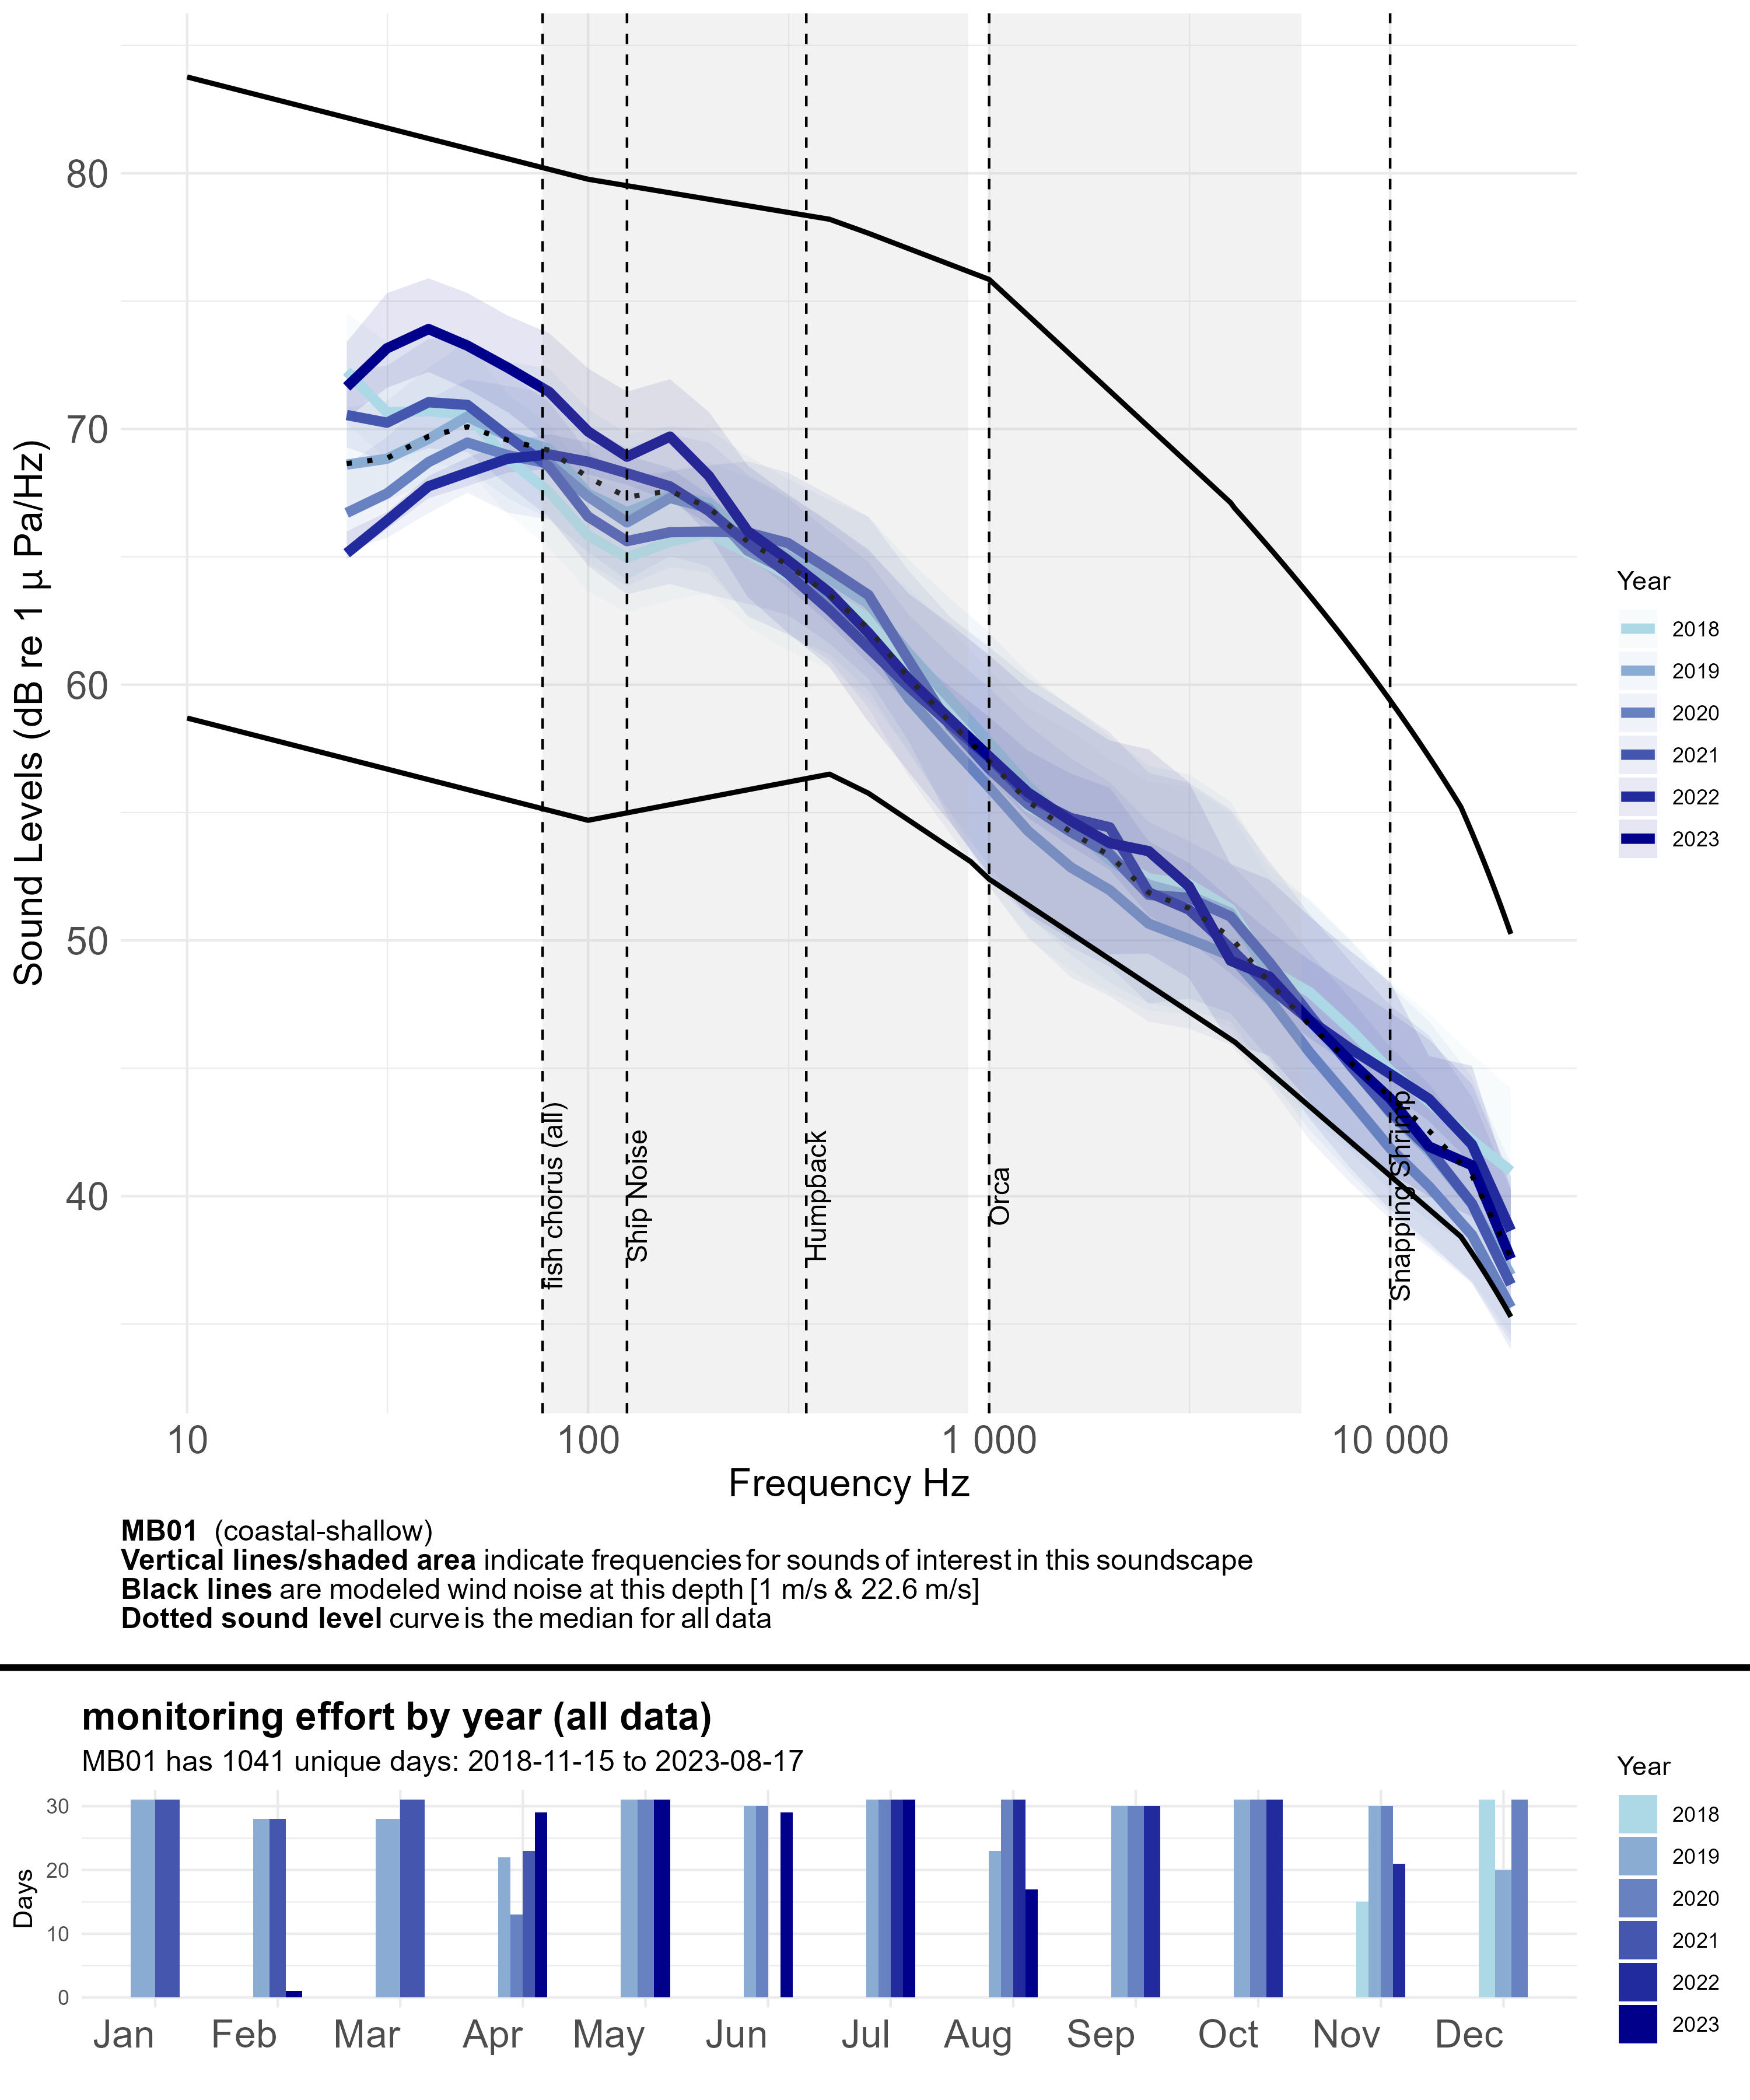 80
70
60
50
40
Sound Levels (dB re 1 µ Pa/Hz)
fish chorus (all)
Ship Noise
Humpback
Orca
Snapping Shrimp
10
100
1 000
10 000
Frequency Hz
Year
2018
2019
2020
2021
2022
2023
MB01 (coastal-shallow)
Vertical lines/shaded area indicate frequencies for sounds of interest in this soundscape
Black lines are modeled wind noise at this depth [1 m/s & 22.6 m/s]
Dotted sound level curve is the median for all data
monitoring effort by year (all data)
MB01 has 1041 unique days: 2018-11-15 to 2023-08-17
30
20
10
0
Days
Jan
Feb
Mar
Apr
May
Jun
Jul
Aug
Sep
Oct
Nov
Dec
Year
2018
2019
2020
2021
2022
2023